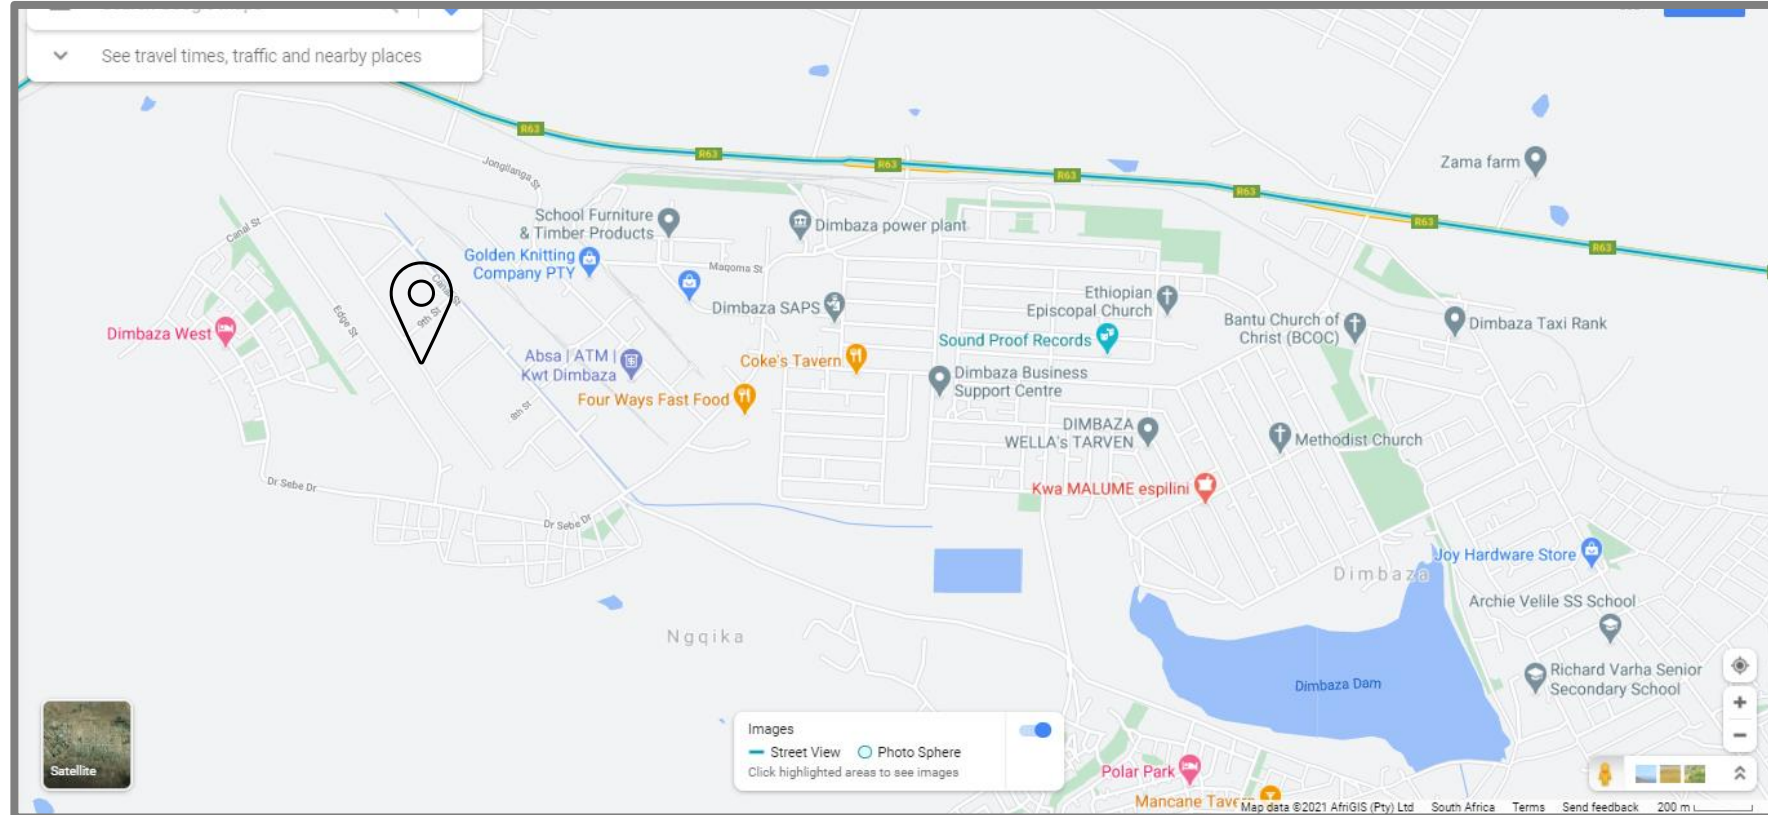 See travel times, traffic and nearby places
R63
R63
R63
R63
R63
R63
R63
Zama farm
Jongilanga St
School Furniture
& Timber Products
Dimbaza power plant
Canal St
Golden Knitting
Company PTY
Maqoma St
Canal St
9th St
Edge St
Dimbaza SAPS
Ethiopian
Episcopal Church
Bantu Church of
Christ (BCOC)
Dimbaza Taxi Rank
Dimbaza West
Sound Proof Records
Absa | ATM |
Kwt Dimbaza
Coke's Tavern
Dimbaza Business
Support Centre
Four Ways Fast Food
8th St
DIMBAZA
WELLA's TARVEN
Methodist Church
Dr Sebe Dr
Kwa MALUME espilini
Dr Sebe Dr
Joy Hardware Store
Dimbaza
Archie Velile SS School
Ngqika
Richard Varha Senior
Secondary School
Dimbaza Dam
Satellite
Images
Street View Photo Sphere
Click highlighted areas to see images
Polar Park
Mancane Tave
Map data ©2021 AfriGIS (Pty) Ltd South Africa Terms Send feedback 200 m